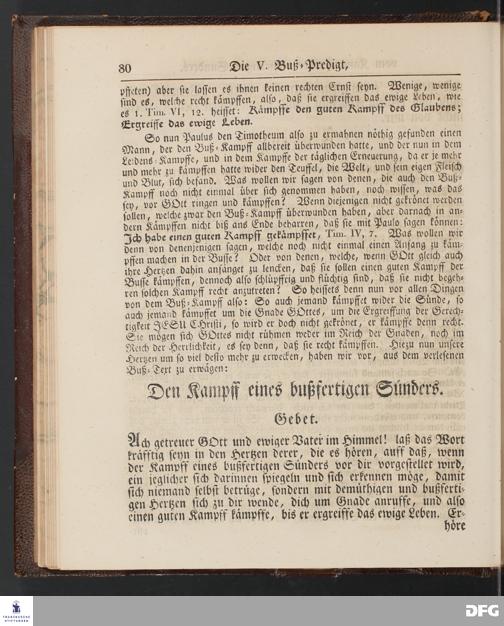 80 Die V. Buß-Predigt,
pffeten) aber sie lassen es ihnen keinen rechten Ernst seyn. Wenige, wenige
sind es, welche recht kämpffen, also, daß sie ergreiffen das ewige Leben, wie
es 1. Tim. VI, 12. heisset: Kämpffe den guten Kampff des Glaubens;
Ergreiffe das ewige Leben.
So nun Paulus den Timotheum also zu ermahnen nöthig gefunden einen
Mann, der den Buß-Kampff allbereit überwunden hatte, und der nun in dem
Leidens-Kampffe, und in dem Kampffe der täglichen Erneuerung, da er je mehr
und mehr zu kämpffen hatte wider den Teuffel, die Welt, und sein eigen Fleisch
und Blut, sich befand. Was wollen wir sagen von denen, die auch den Buß-
Kampff noch nicht einmal über sich genommen haben, noch wissen, was das
sey, vor GOtt ringen und kämpffen? Wenn diejenigen nicht gekrönet werden
sollen, welche zwar den Buß-Kampff überwunden haben, aber darnach in an-
dern Kämpffen nicht biß ans Ende beharren, daß sie mit Paulo sagen können:
Ich habe einen guten Kampff gekämpffet, Tim. IV, 7. Was wollen wir
denn von denenjenigen sagen, welche noch nicht einmal einen Anfang zu käm-
pffen machen in der Busse? Oder von denen, welche, wenn GOtt gleich auch
ihre Hertzen dahin anfänget zu lencken, daß sie sollen einen guten Kampff der
Busse kämpffen, dennoch also schlüpffrig und flüchtig sind, daß sie nicht begeh-
ren solchen Kampff recht anzutreten? So heissets denn nun vor allen Dingen
von dem Buß-Kampff also: So auch jemand kämpffet wider die Sünde, so
auch jemand kämpffet um die Gnade GOttes, um die Ergreiffung der Gerech-
tigkeit JESU Christi, so wird er doch nicht gekrönet, er kämpffe denn recht.
Sie mögen sich GOttes nicht rühmen weder im Reich der Gnaden, noch im
Reich der Herrlichkeit, es sey denn, daß sie recht kämpffen. Hiezu nun unsere
Hertzen um so viel desto mehr zu erwecken, haben wir vor, aus dem verlesenen
Buß-Text zu erwägen:
Den Kampff eines bußfertigen Sünders.
Gebet.
Ach getreuer GOtt und ewiger Vater im Himmel! laß das Wort
kräfftig seyn in den Hertzen derer, die es hören, auff daß, wenn
der Kampff eines bußfertigen Sünders vor dir vorgestellet wird,
ein jeglicher sich darinnen spiegeln und sich erkennen möge, damit
sich niemand selbst betrüge, sondern mit demüthigen und bußferti-
gen Hertzen sich zu dir wende, dich um Gnade anruffe, und also
einen guten Kampff kämpffe, bis er ergreiffe das ewige Leben. Er-
höre
FRANCKESCHE
STIFTUNGEN
DFG